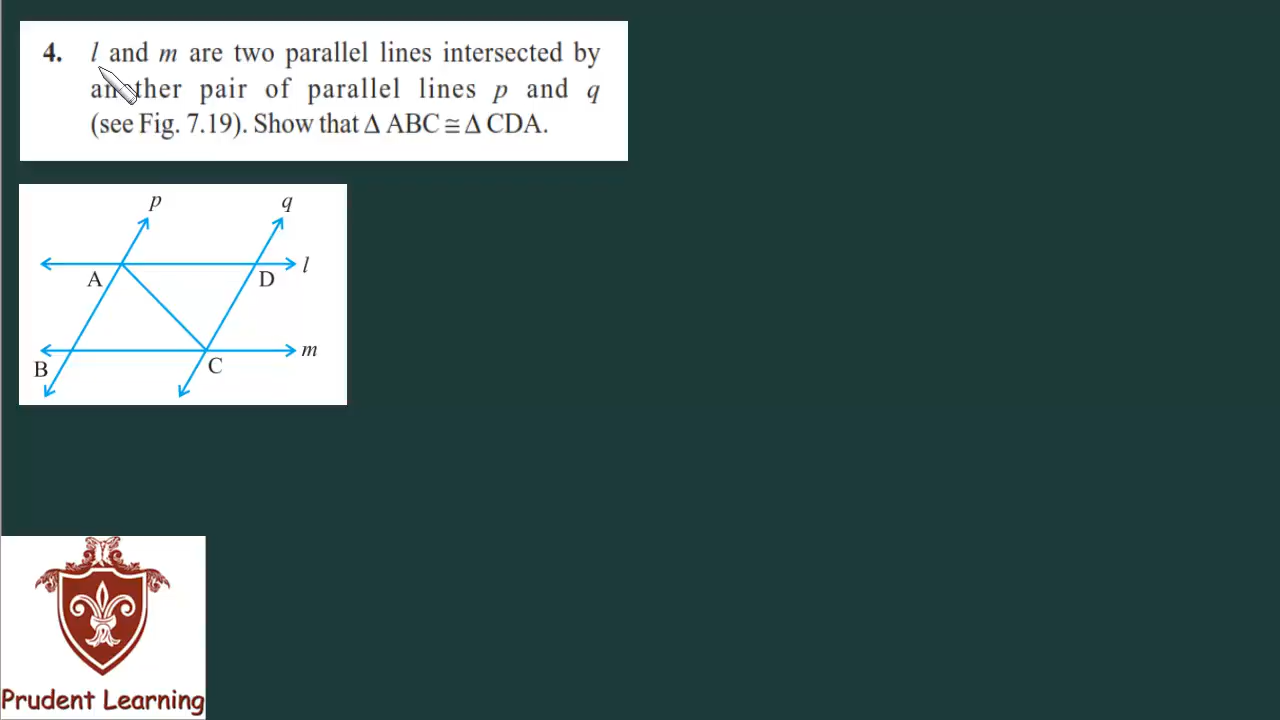 4. l and m are two parallel lines intersected by
another pair of parallel lines p and q
(see Fig. 7.19). Show that Δ ABC ≅ Δ CDA.
p q
A D l
B C m
Prudent Learning